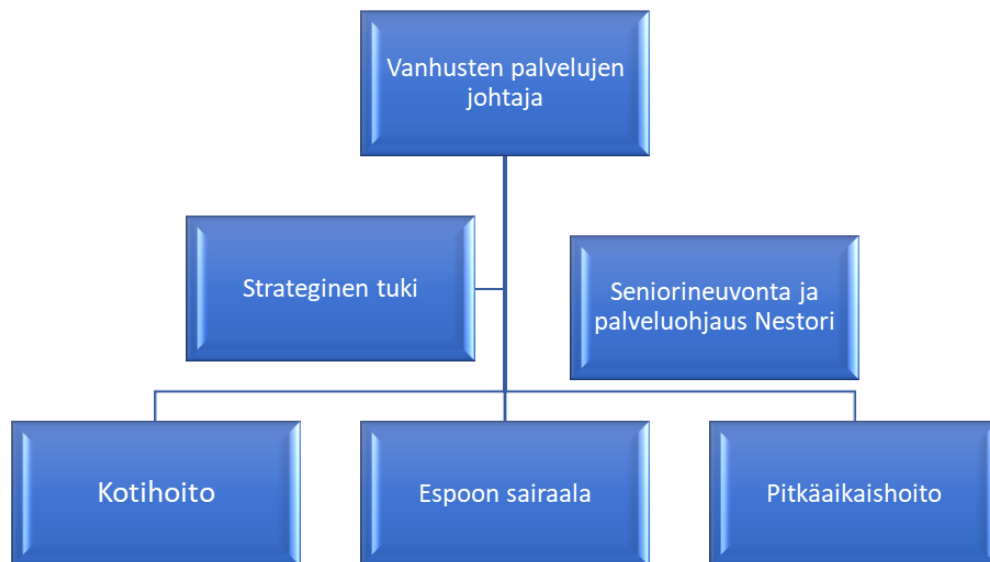 Vanhusten palvelujen
johtaja
Strateginen tuki
Seniorineuvonta ja
palveluohjaus Nestori
Kotihoito
Espoon sairaala
Pitkäaikaishoito